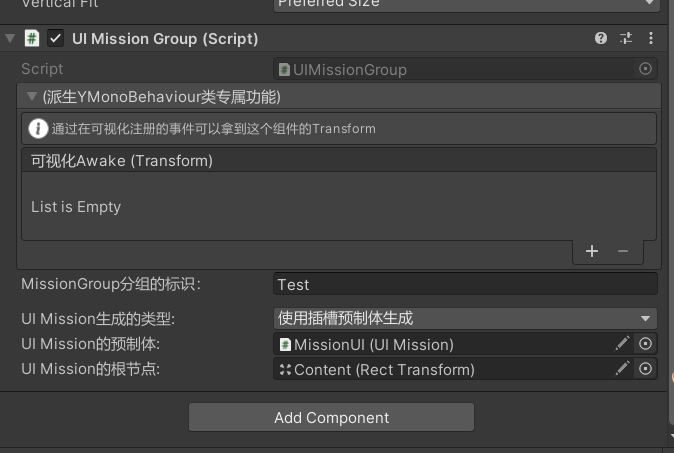 Vertical Fit Preferred Size
UI Mission Group (Script)
Script UIMissionGroup
(派生YMonoBehaviour类专属功能)
通过在可视化注册的事件可以拿到这个组件的Transform
可视化Awake (Transform)
List is Empty
+ −
MissionGroup分组的标识: Test
UI Mission生成的类型: 使用插槽预制体生成
UI Mission的预制体: MissionUI (UI Mission)
UI Mission的根节点: Content (Rect Transform)
Add Component